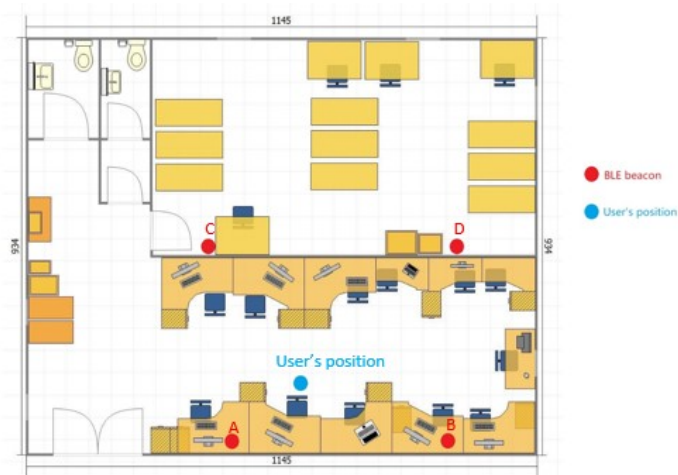 1145
934
934
C
D
BLE beacon
User's position
User's position
A
B
1145